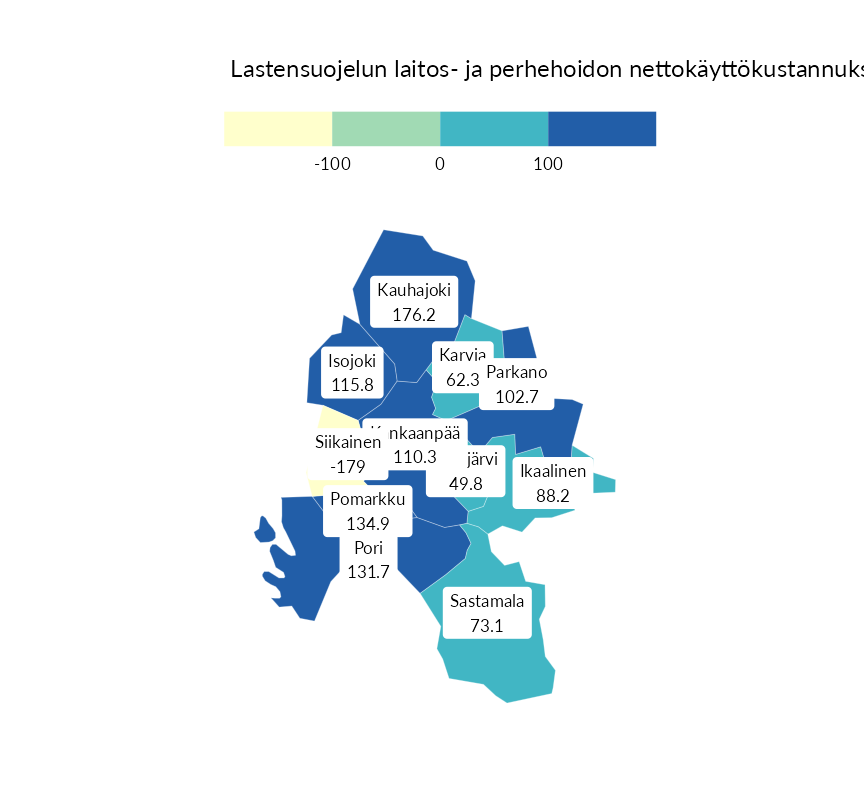 Lastensuojelun laitos- ja perhehoidon nettokäyttökustannuks
-100 0 100
Kauhajoki
176.2
Karvia
62.3
Isojoki
115.8
Parkano
102.7
nkaanpää
110.3
Siikainen
-179
järvi
49.8
Ikaalinen
88.2
Pomarkku
134.9
Pori
131.7
Sastamala
73.1